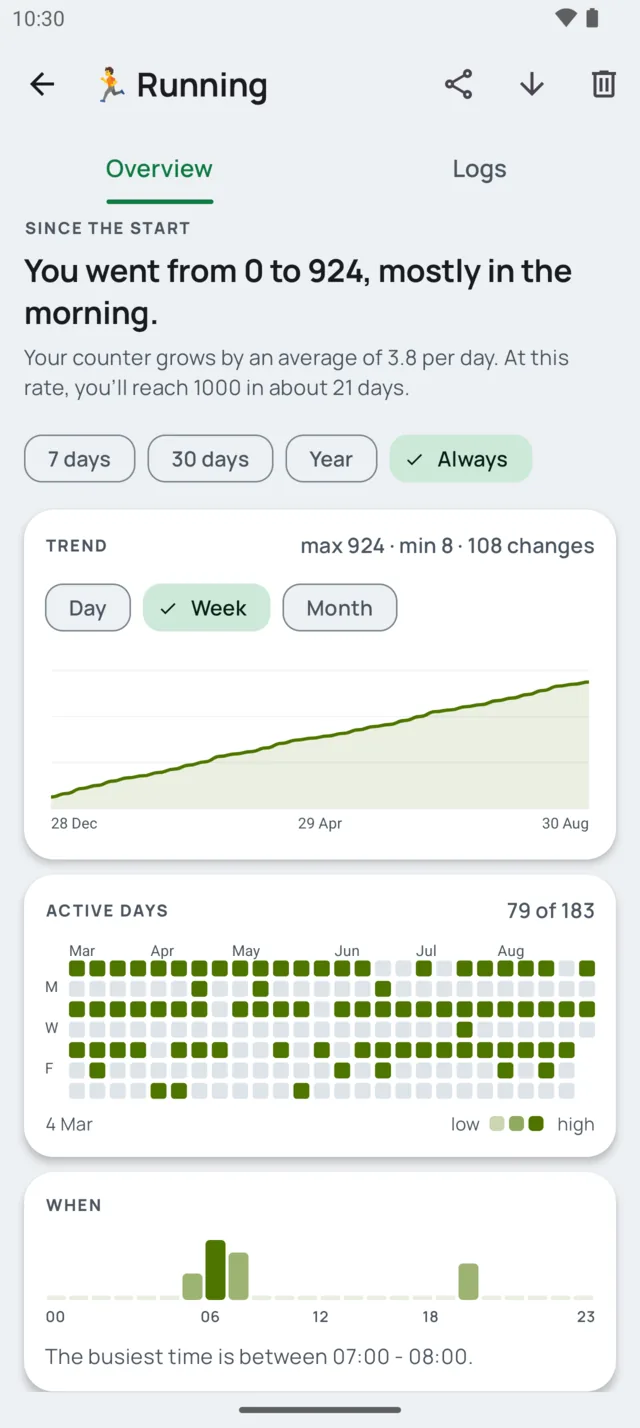 10:30
Running
Overview Logs
SINCE THE START
You went from 0 to 924, mostly in the
morning.
Your counter grows by an average of 3.8 per day. At this
rate, you'll reach 1000 in about 21 days.
7 days 30 days Year Always
TREND max 924 · min 8 · 108 changes
Day Week Month
28 Dec 29 Apr 30 Aug
ACTIVE DAYS 79 of 183
Mar Apr May Jun Jul Aug
M
W
F
4 Mar low high
WHEN
00 06 12 18 23
The busiest time is between 07:00 - 08:00.